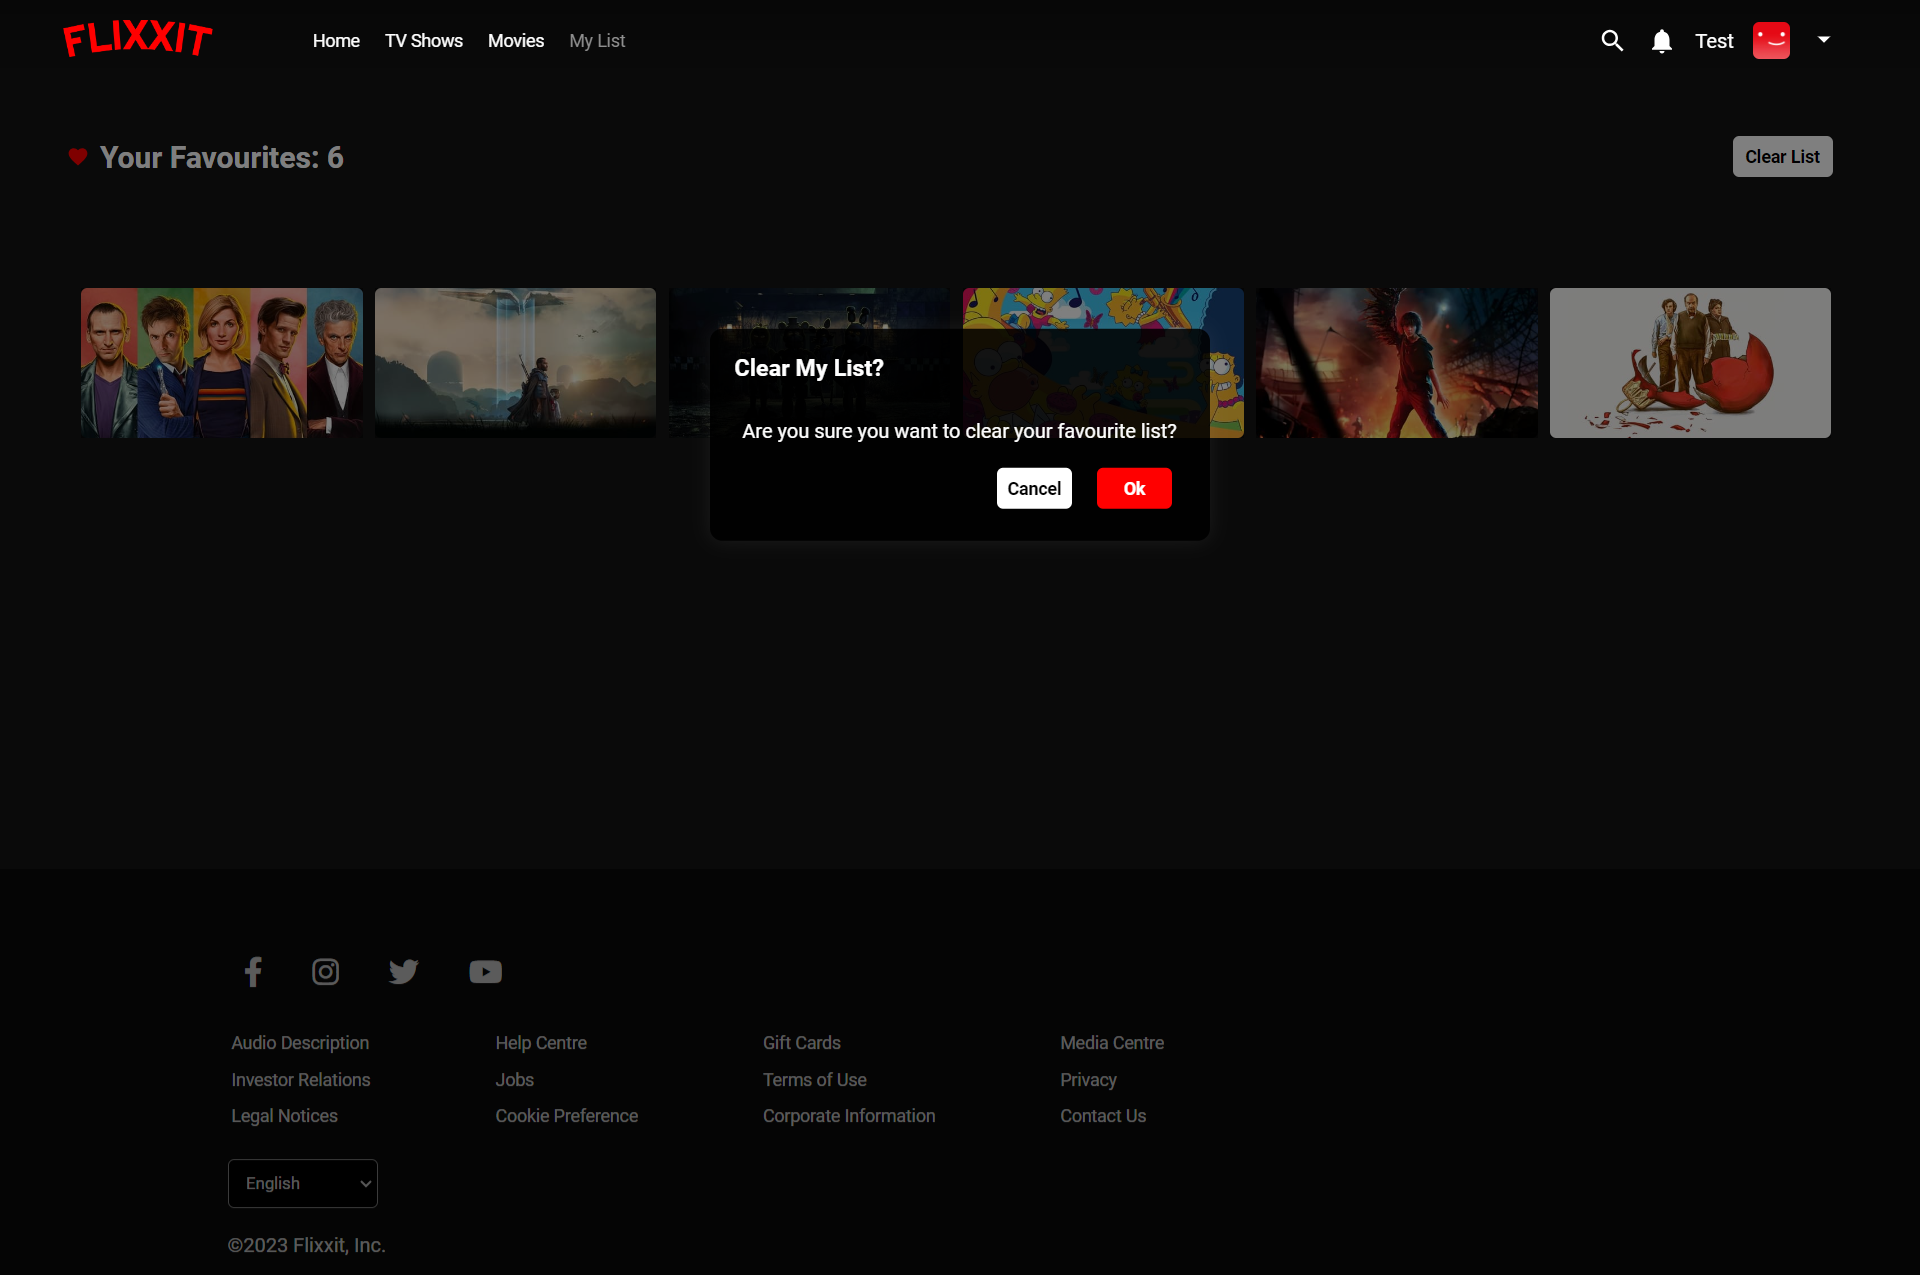 FLIXXIT
Home TV Shows Movies My List
Test
Your Favourites: 6
Clear List
Clear My List?
Are you sure you want to clear your favourite list?
Cancel
Ok
Audio Description
Help Centre
Gift Cards
Media Centre
Investor Relations
Jobs
Terms of Use
Privacy
Legal Notices
Cookie Preference
Corporate Information
Contact Us
English
©2023 Flixxit, Inc.